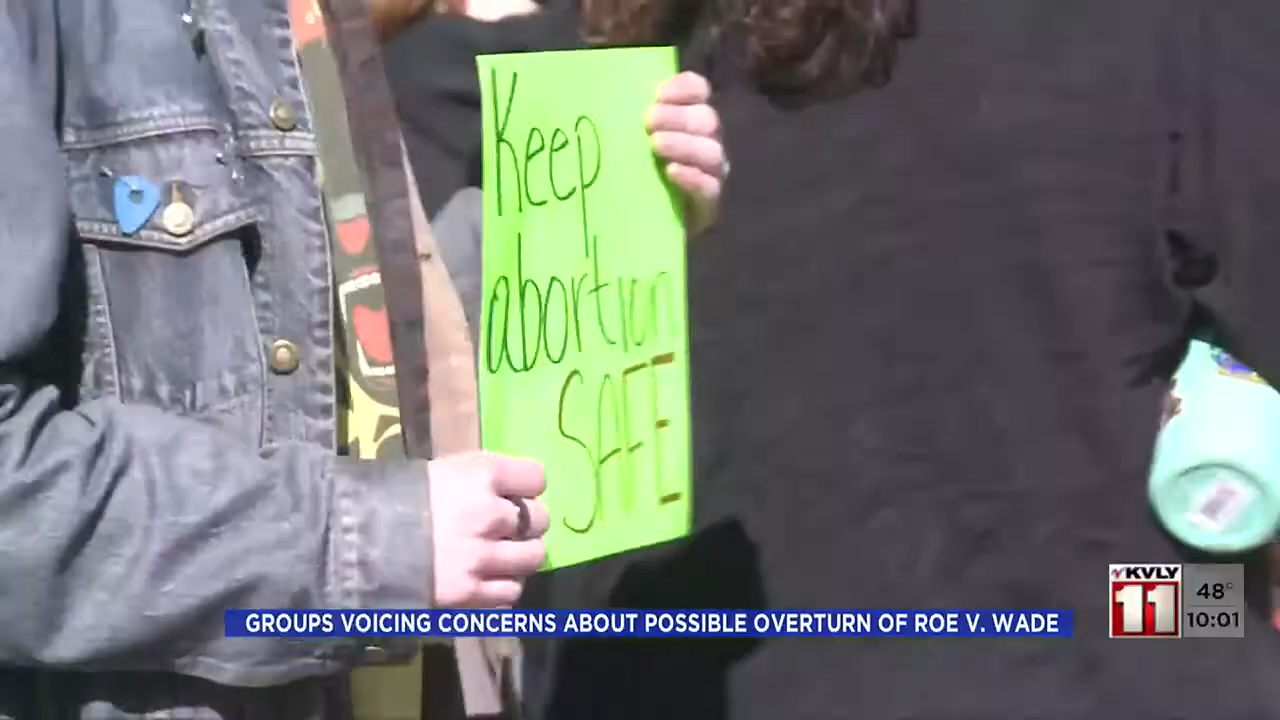 Keep
abortion
SAFE
GROUPS VOICING CONCERNS ABOUT POSSIBLE OVERTURN OF ROE V. WADE
KVLY
11
48°
10:01